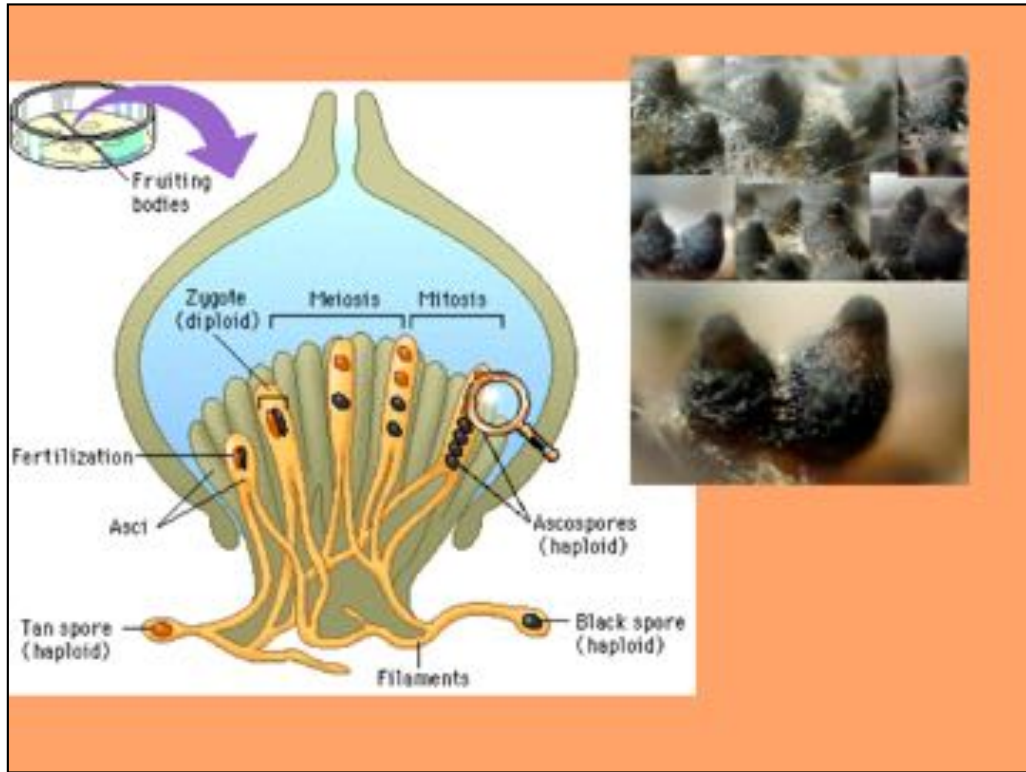 Fruiting
bodies
Zygote
(diploid)
Meiosis
Mitosis
Fertilization
Asci
Ascospores
(haploid)
Tan spore
(haploid)
Black spore
(haploid)
Filaments